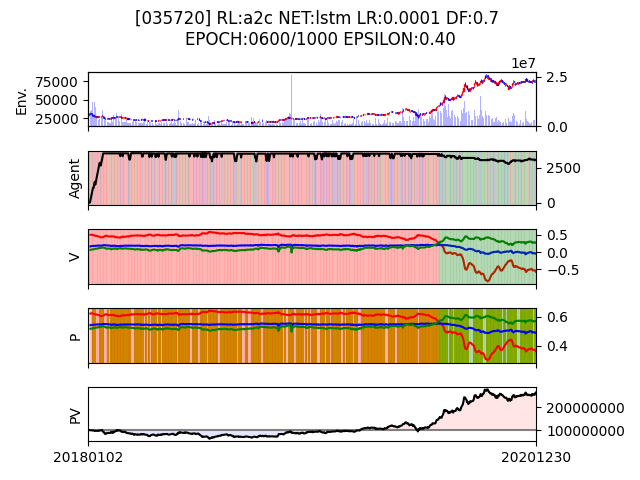 [035720] RL:a2c NET:lstm LR:0.0001 DF:0.7
EPOCH:0600/1000 EPSILON:0.40
1e7
Env.
75000
50000
25000
2.5
0.0
Agent
2500
0
V
0.5
0.0
−0.5
P
0.6
0.4
PV
200000000
100000000
20180102
20201230